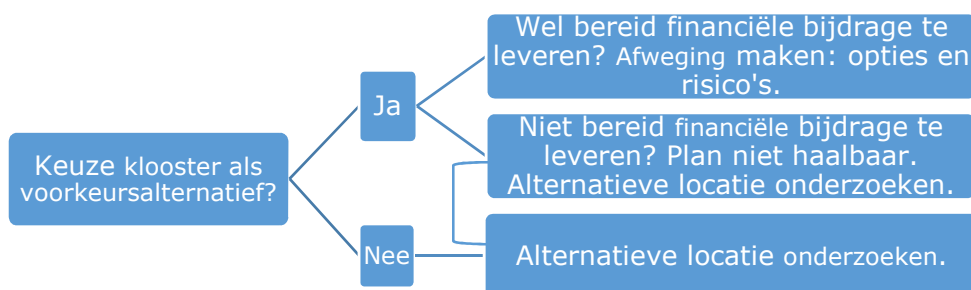 Keuze klooster als
voorkeursalternatief?
Ja
Nee
Wel bereid financiële bijdrage te
leveren? Afweging maken: opties en
risico's.
Niet bereid financiële bijdrage te
leveren? Plan niet haalbaar.
Alternatieve locatie onderzoeken.
Alternatieve locatie onderzoeken.